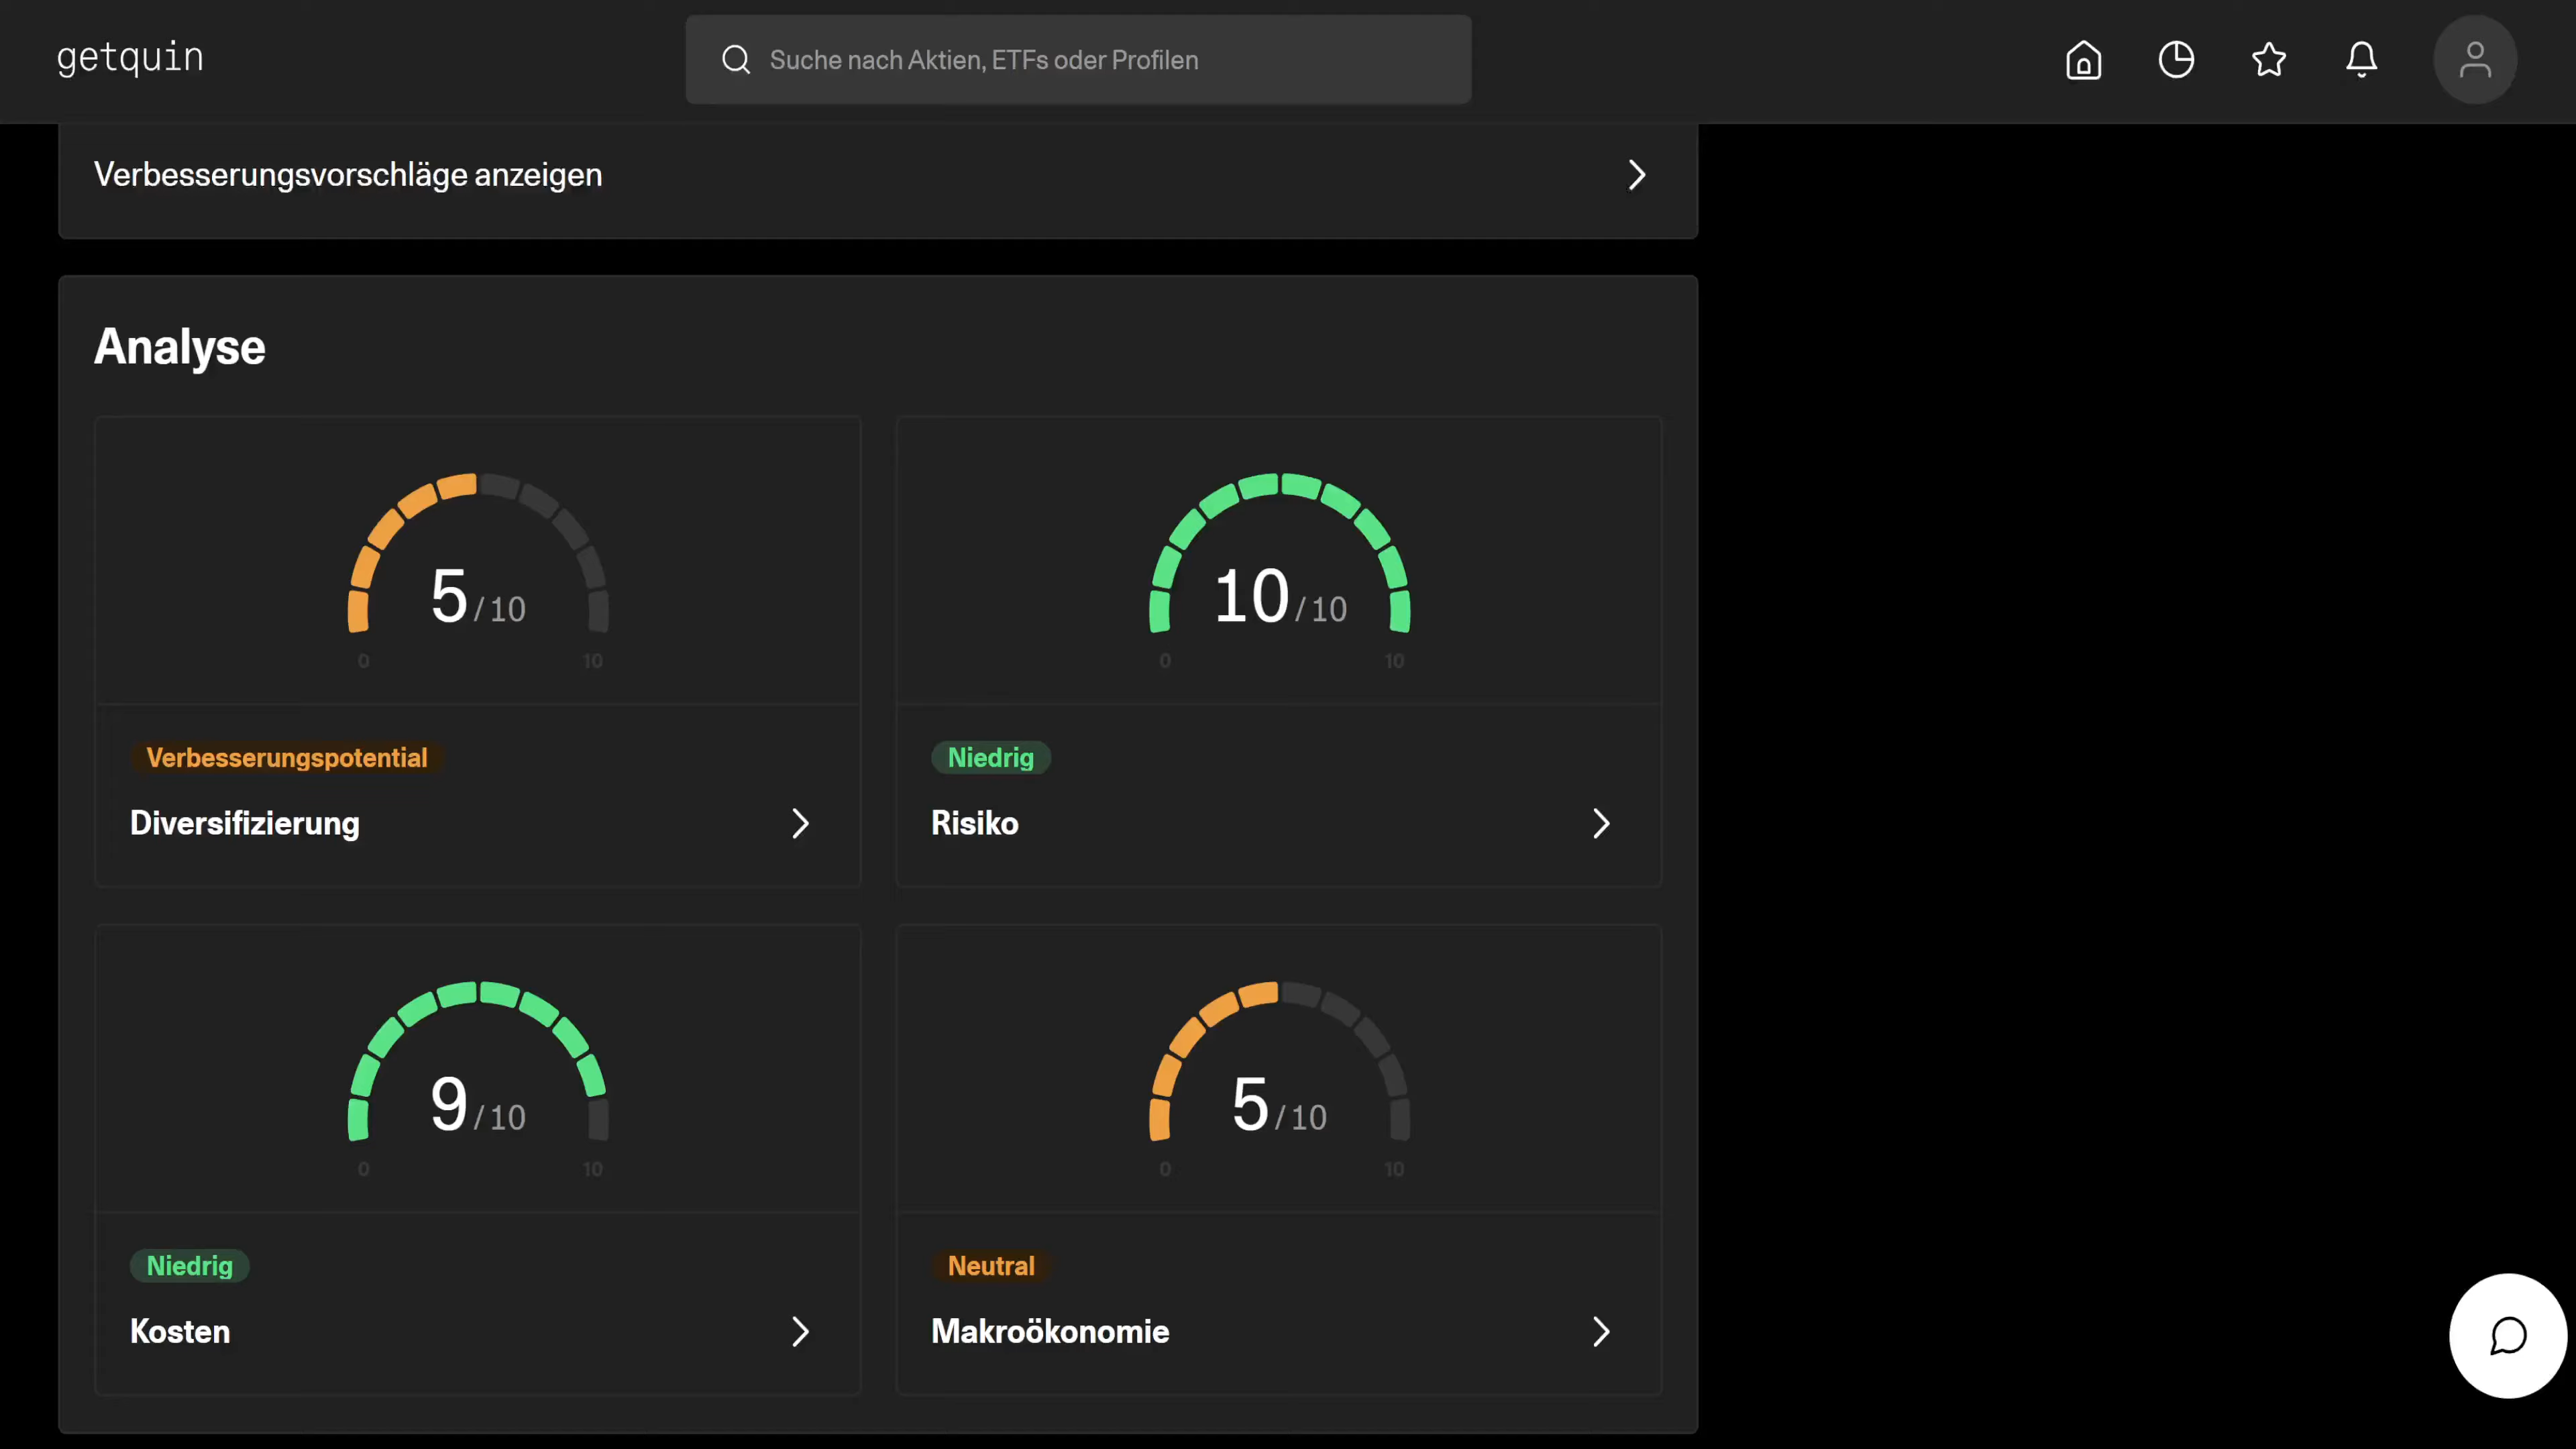 getquin
Suche nach Aktien, ETFs oder Profilen
Verbesserungsvorschläge anzeigen
Analyse
5/10
0 10
Verbesserungspotential
Diversifizierung
10/10
0 10
Niedrig
Risiko
9/10
0 10
Niedrig
Kosten
5/10
0 10
Neutral
Makroökonomie